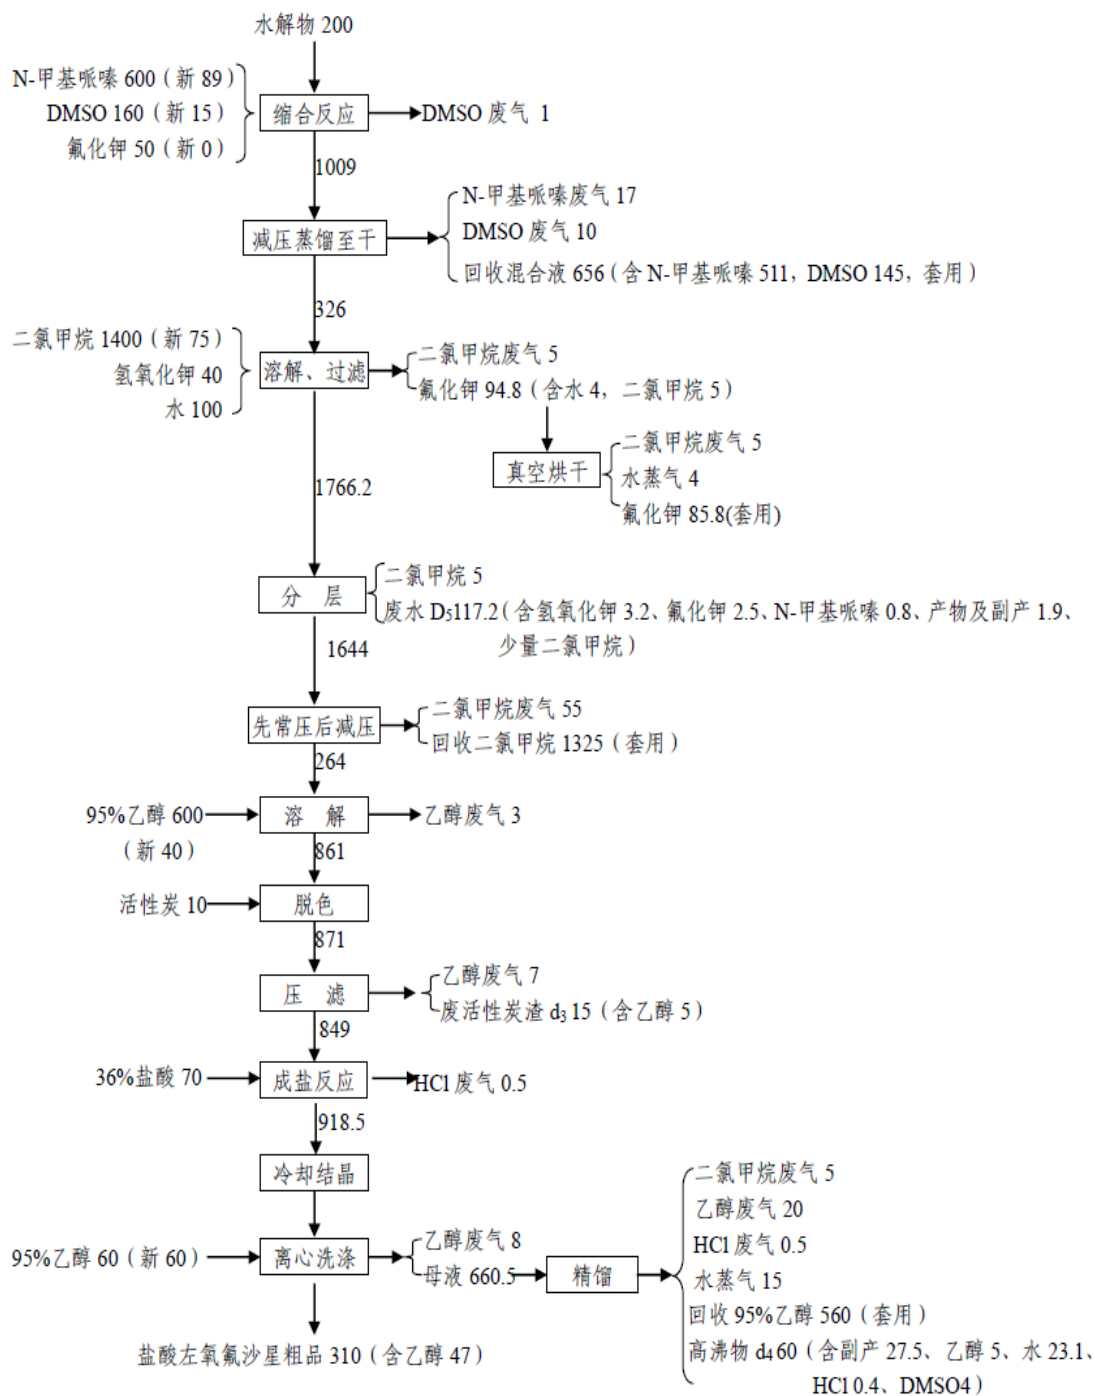 水解物 200
N-甲基哌嗪 600（新 89）
DMSO 160（新 15）
氟化钾 50（新 0）
缩合反应
DMSO 废气 1
1009
减压蒸馏至干
N-甲基哌嗪废气 17
DMSO 废气 10
回收混合液 656（含 N-甲基哌嗪 511，DMSO 145，套用）
326
二氯甲烷 1400（新 75）
氢氧化钾 40
水 100
溶解、过滤
二氯甲烷废气 5
氟化钾 94.8（含水 4，二氯甲烷 5）
真空烘干
二氯甲烷废气 5
水蒸气 4
氟化钾 85.8(套用)
1766.2
分 层
二氯甲烷 5
废水 D5117.2（含氢氧化钾 3.2、氟化钾 2.5、N-甲基哌嗪 0.8、产物及副产 1.9、
少量二氯甲烷）
1644
先常压后减压
二氯甲烷废气 55
回收二氯甲烷 1325（套用）
264
95%乙醇 600
（新 40）
溶 解
乙醇废气 3
861
活性炭 10
脱色
871
压 滤
乙醇废气 7
废活性炭渣 d3 15（含乙醇 5）
849
36%盐酸 70
成盐反应
HCl 废气 0.5
918.5
冷却结晶
95%乙醇 60（新 60）
离心洗涤
乙醇废气 8
母液 660.5
精馏
二氯甲烷废气 5
乙醇废气 20
HCl 废气 0.5
水蒸气 15
回收 95%乙醇 560（套用）
高沸物 d4 60（含副产 27.5、乙醇 5、水 23.1、
HCl 0.4、DMSO4）
盐酸左氧氟沙星粗品 310（含乙醇 47）